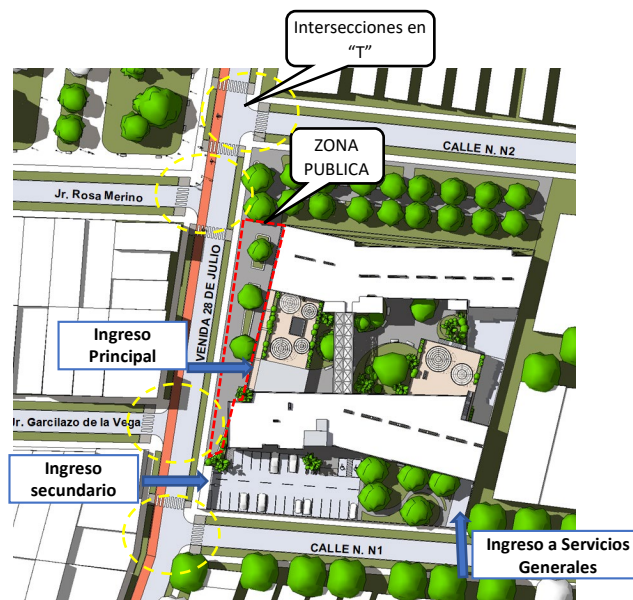 Intersecciones en
"T"
ZONA
PUBLICA
CALLE N. N2
Jr. Rosa Merino
VENIDA 28 DE JULIO
Ingreso
Principal
Jr. Garcilazo de la Vega
Ingreso
secundario
CALLE N. N1
Ingreso a Servicios
Generales